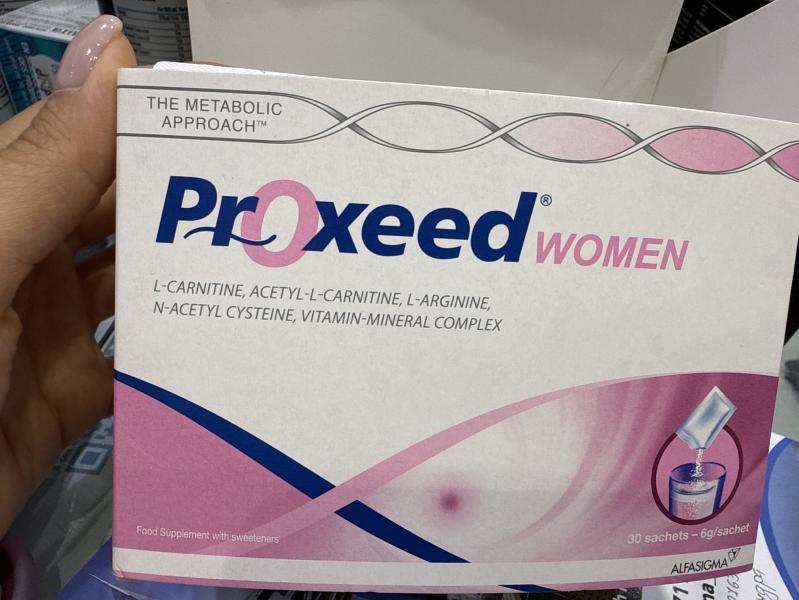 THE METABOLIC
APPROACH™
Proxeed® WOMEN
L-CARNITINE, ACETYL-L-CARNITINE, L-ARGININE,
N-ACETYL CYSTEINE, VITAMIN-MINERAL COMPLEX
Food Supplement with sweeteners
30 sachets – 6g/sachet
ALFASIGMA